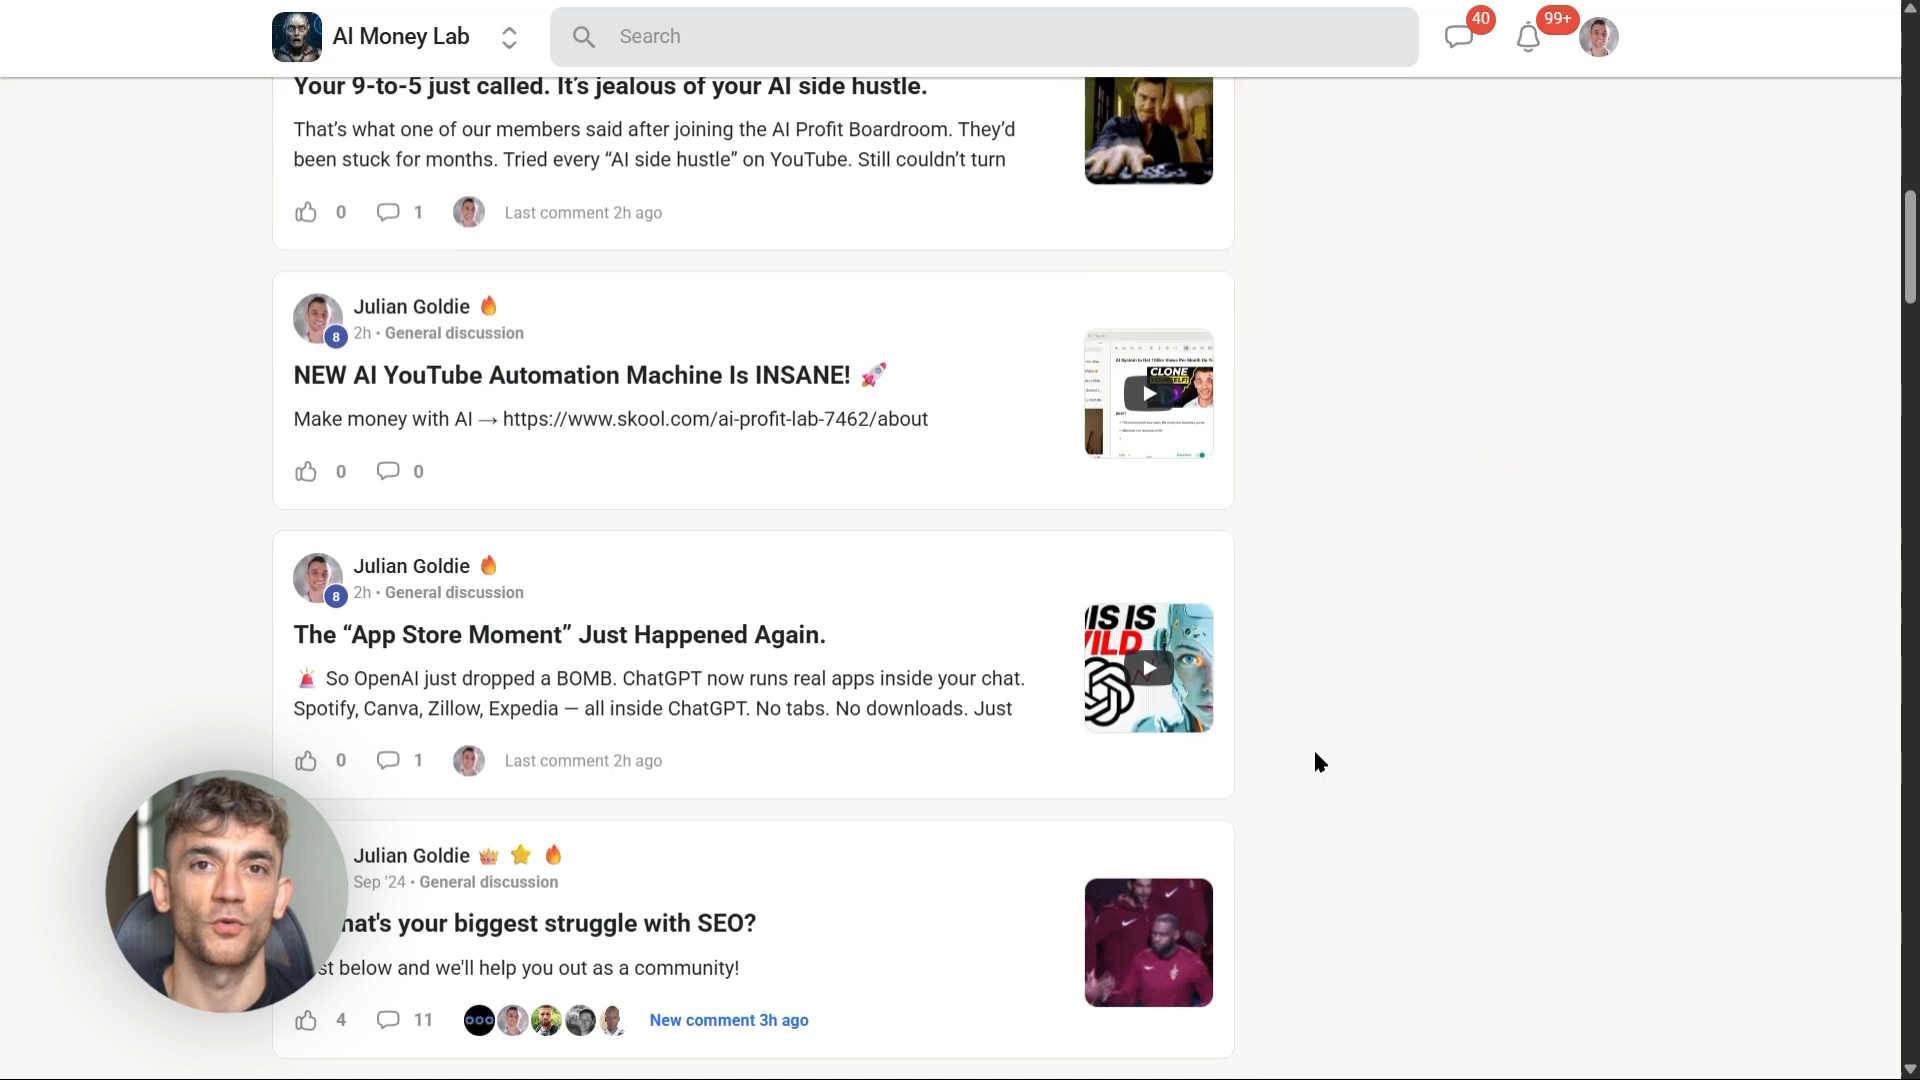 AI Money Lab
Search
40
99+
Your 9-to-5 just called. It’s jealous of your AI side hustle.
That’s what one of our members said after joining the AI Profit Boardroom. They’d
been stuck for months. Tried every “AI side hustle” on YouTube. Still couldn’t turn
0 1 Last comment 2h ago
Julian Goldie 🔥
8 2h • General discussion
NEW AI YouTube Automation Machine Is INSANE! 🚀
Make money with AI → https://www.skool.com/ai-profit-lab-7462/about
CLONE
YOURSELF!
0 0
Julian Goldie 🔥
8 2h • General discussion
The “App Store Moment” Just Happened Again.
🚨 So OpenAI just dropped a BOMB. ChatGPT now runs real apps inside your chat.
Spotify, Canva, Zillow, Expedia — all inside ChatGPT. No tabs. No downloads. Just
IS IS
ILD
0 1 Last comment 2h ago
Julian Goldie 👑 ⭐ 🔥
Sep '24 • General discussion
hat's your biggest struggle with SEO?
st below and we'll help you out as a community!
4 11 New comment 3h ago